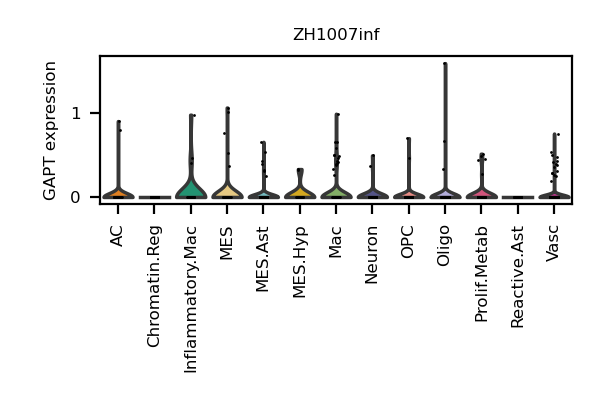 ZH1007inf
GAPT expression
1
0
AC
Chromatin.Reg
Inflammatory.Mac
MES
MES.Ast
MES.Hyp
Mac
Neuron
OPC
Oligo
Prolif.Metab
Reactive.Ast
Vasc